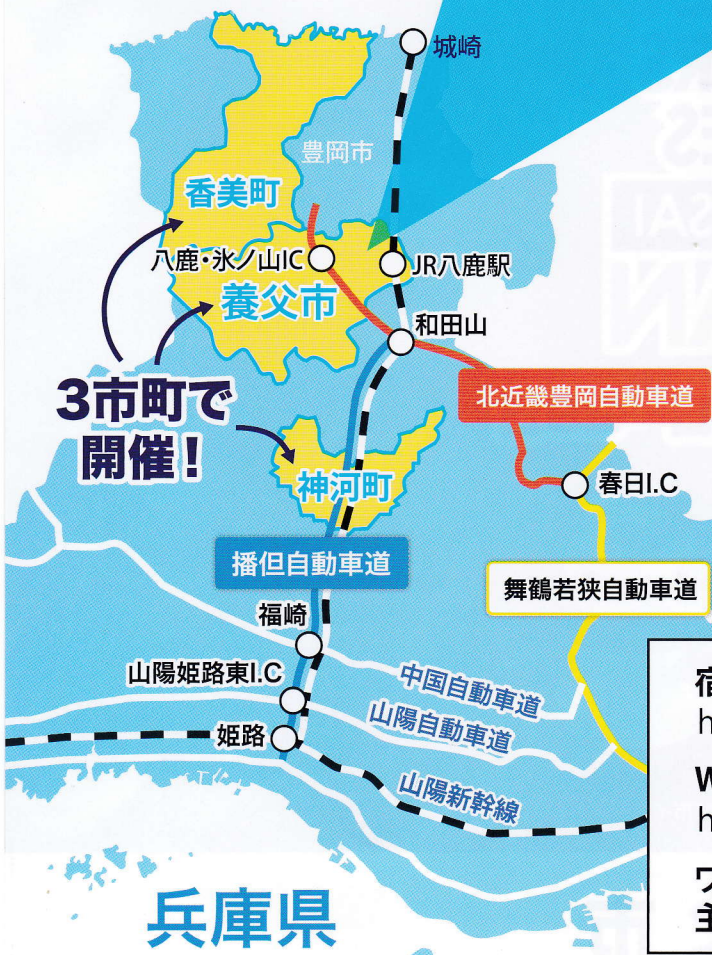 城崎
豊岡市
香美町
八鹿・氷ノ山IC
JR八鹿駅
養父市
和田山
3市町で
開催！
北近畿豊岡自動車道
神河町
春日I.C
播但自動車道
舞鶴若狭自動車道
福崎
山陽姫路東I.C
中国自動車道
山陽自動車道
姫路
山陽新幹線
兵庫県